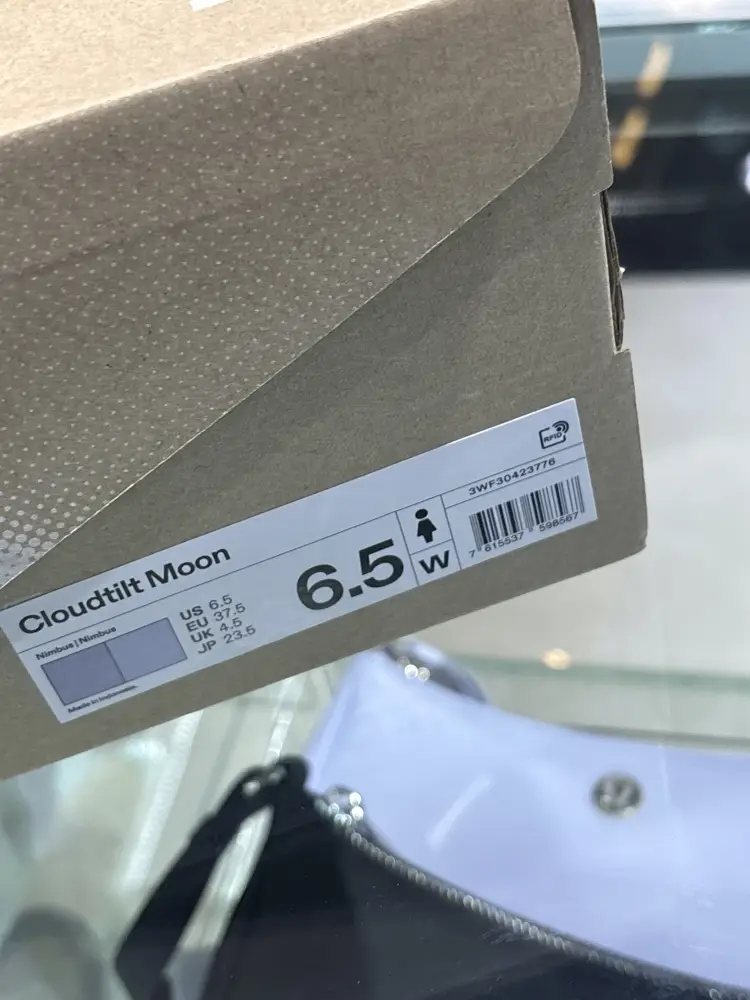 RFID
3WF30423776
7 615537 598567
Cloudtilt Moon
Nimbus | Nimbus
US 6.5
EU 37.5
UK 4.5
JP 23.5
6.5
W
Made in Indonesia